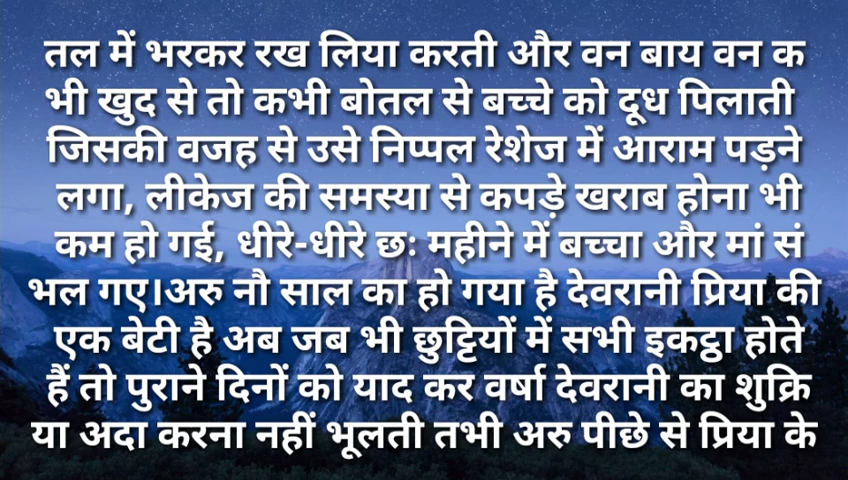 तल में भरकर रख लिया करती और वन बाय वन क
भी खुद से तो कभी बोतल से बच्चे को दूध पिलाती
जिसकी वजह से उसे निप्पल रेशेज में आराम पड़ने
लगा, लीकेज की समस्या से कपड़े खराब होना भी
कम हो गई, धीरे-धीरे छः महीने में बच्चा और मां सं
भल गए।अरु नौ साल का हो गया है देवरानी प्रिया की
एक बेटी है अब जब भी छुट्टियों में सभी इकट्ठा होते
हैं तो पुराने दिनों को याद कर वर्षा देवरानी का शुक्रि
या अदा करना नहीं भूलती तभी अरु पीछे से प्रिया के